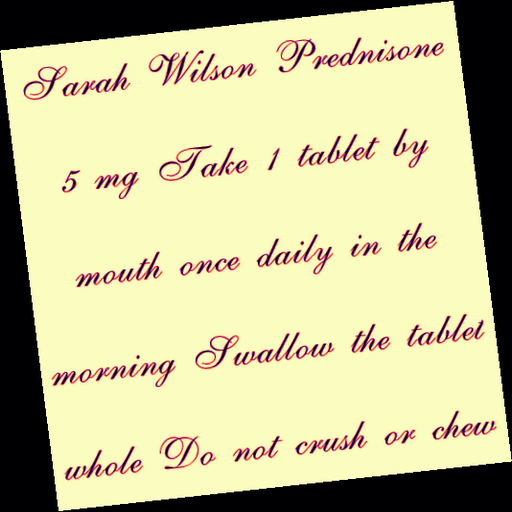 Sarah Wilson Prednisone
5 mg Take 1 tablet by
mouth once daily in the
morning Swallow the tablet
whole Do not crush or chew